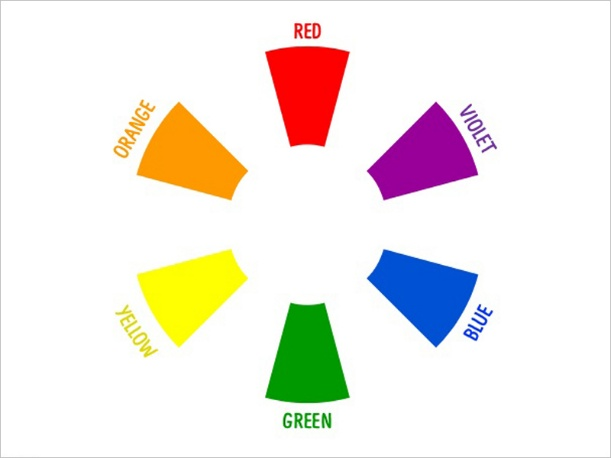 RED
ORANGE
VIOLET
YELLOW
BLUE
GREEN